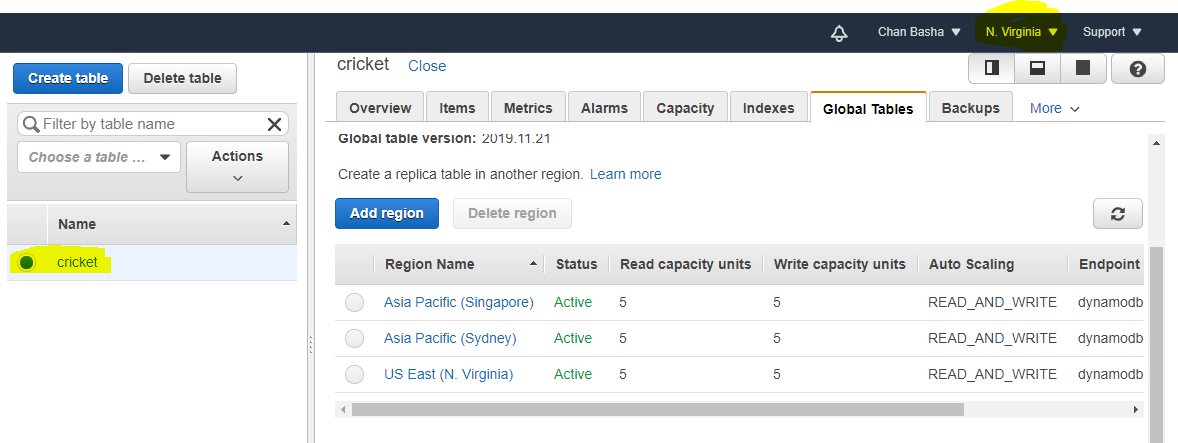 Chan Basha N. Virginia Support
Create table Delete table
Filter by table name
Choose a table ... Actions
Name
cricket
cricket Close
Overview Items Metrics Alarms Capacity Indexes Global Tables Backups More
Global table version: 2019.11.21
Create a replica table in another region. Learn more
Add region Delete region
Region Name Status Read capacity units Write capacity units Auto Scaling Endpoint
Asia Pacific (Singapore) Active 5 5 READ_AND_WRITE dynamodb
Asia Pacific (Sydney) Active 5 5 READ_AND_WRITE dynamodb
US East (N. Virginia) Active 5 5 READ_AND_WRITE dynamodb